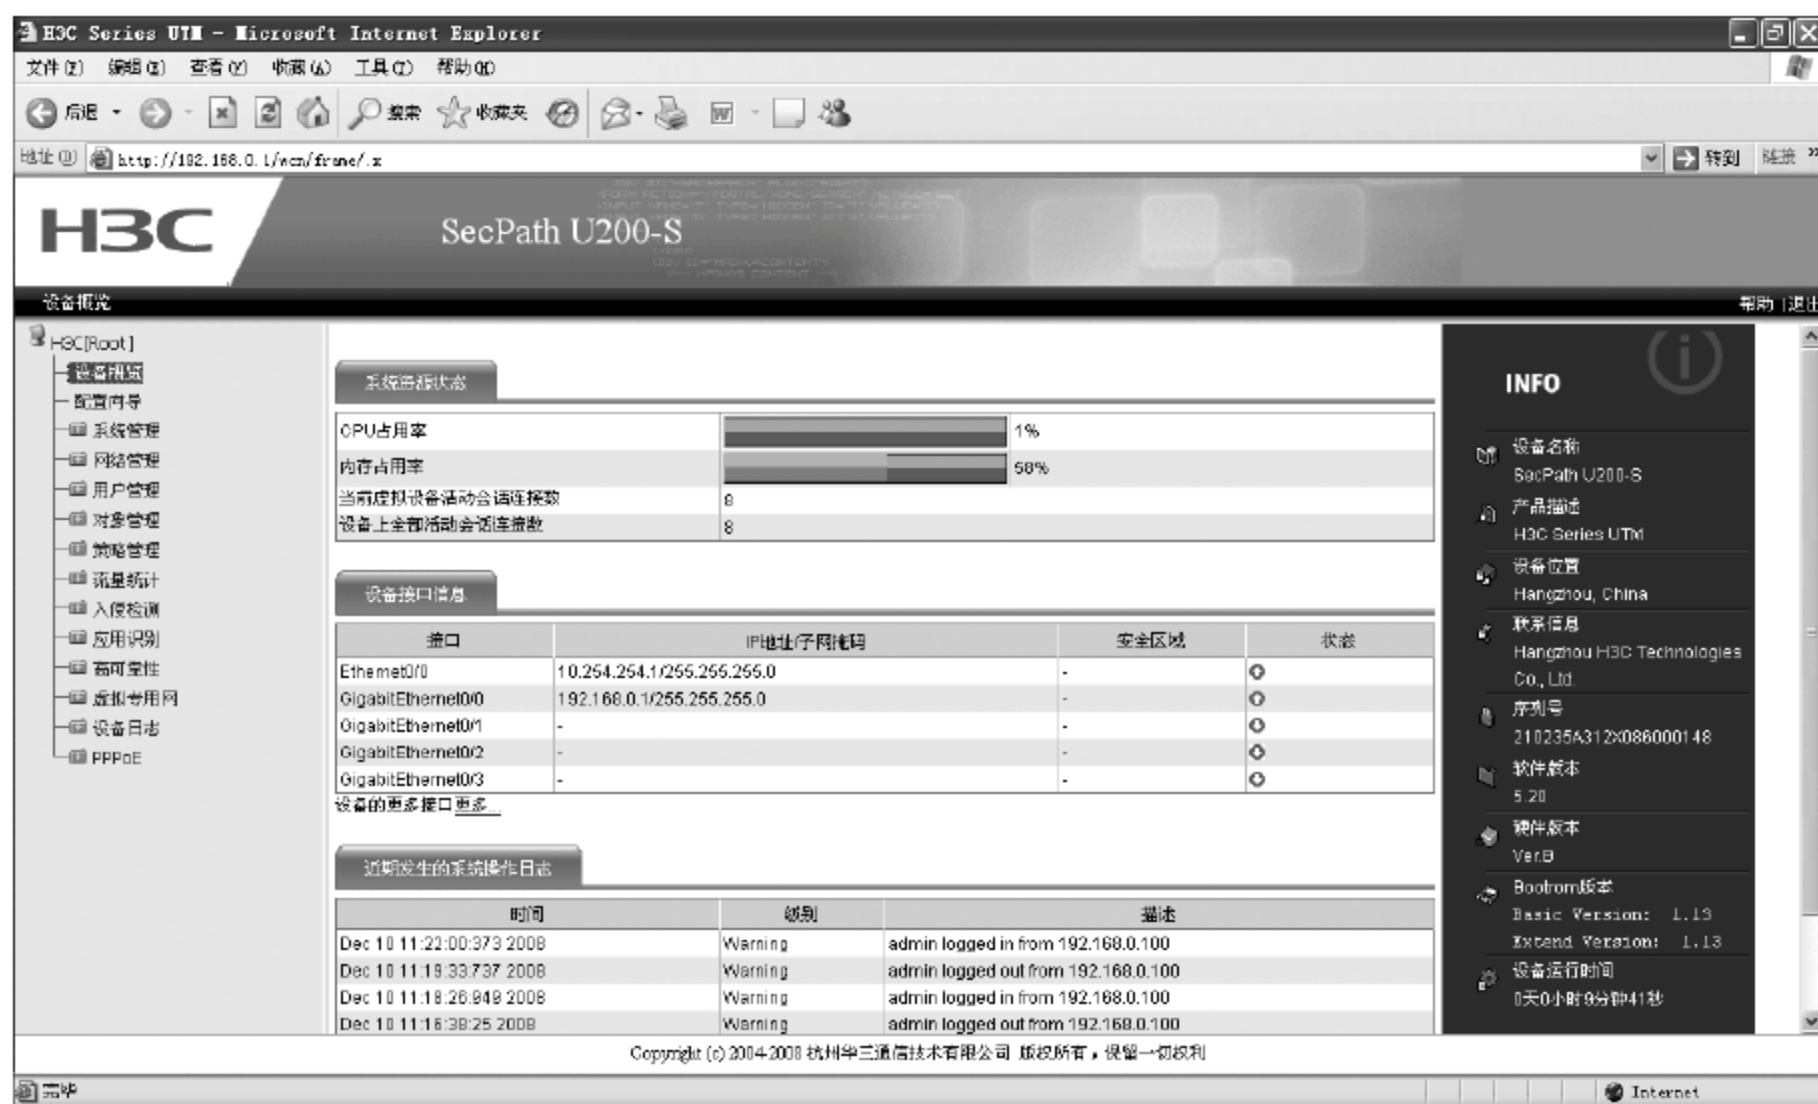 H3C Series UTM - Microsoft Internet Explorer
文件(F) 编辑(E) 查看(V) 收藏(A) 工具(T) 帮助(H)
后退 搜索 收藏夹
地址(D) http://192.168.0.1/wcn/frame/.x 转到 链接 »
H3C SecPath U200-S
设备概览 帮助 |退出
H3C[Root]
设备概览
配置向导
系统管理
网络管理
用户管理
对象管理
策略管理
流量统计
入侵检测
应用识别
高可靠性
虚拟专用网
设备日志
PPPoE
系统资源状态
CPU占用率 1%
内存占用率 58%
当前虚拟设备活动会话连接数 8
设备上全部活动会话连接数 8
设备接口信息
接口 IP地址/子网掩码 安全区域 状态
Ethernet0/0 10.254.254.1/255.255.255.0 -
GigabitEthernet0/0 192.168.0.1/255.255.255.0 -
GigabitEthernet0/1 - -
GigabitEthernet0/2 - -
GigabitEthernet0/3 - -
设备的更多接口更多...
近期发生的系统操作日志
时间 级别 描述
Dec 10 11:22:00:373 2008 Warning admin logged in from 192.168.0.100
Dec 10 11:19:33:737 2008 Warning admin logged out from 192.168.0.100
Dec 10 11:18:26:949 2008 Warning admin logged in from 192.168.0.100
Dec 10 11:16:38:25 2008 Warning admin logged out from 192.168.0.100
INFO
设备名称
SecPath U200-S
产品描述
H3C Series UTM
设备位置
Hangzhou, China
联系信息
Hangzhou H3C Technologies
Co., Ltd.
序列号
210235A312X086000148
软件版本
5.20
硬件版本
Ver.B
Bootrom版本
Basic Version: 1.13
Extend Version: 1.13
设备运行时间
0天0小时9分钟41秒
Copyright (c) 2004-2008 杭州华三通信技术有限公司 版权所有，保留一切权利
完毕 Internet